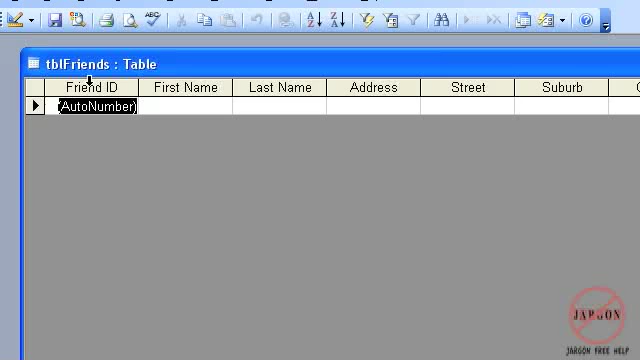 tblFriends : Table
Friend ID First Name Last Name Address Street Suburb
(AutoNumber)
JARGON
JARGON FREE HELP